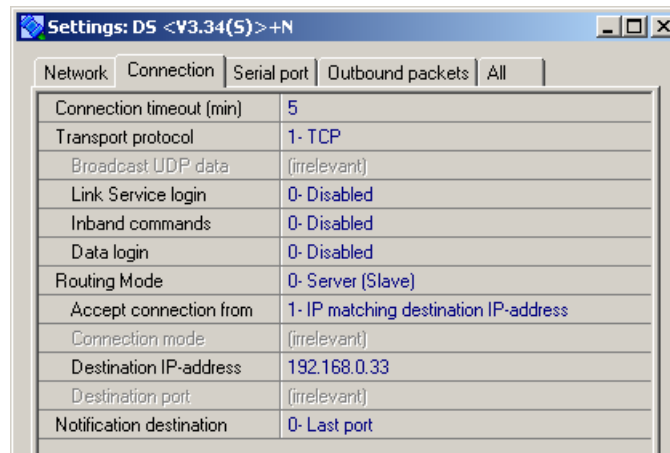 Settings: DS <V3.34(S)>+N
Network Connection Serial port Outbound packets All
Connection timeout (min) 5
Transport protocol 1- TCP
Broadcast UDP data (irrelevant)
Link Service login 0- Disabled
Inband commands 0- Disabled
Data login 0- Disabled
Routing Mode 0- Server (Slave)
Accept connection from 1- IP matching destination IP-address
Connection mode (irrelevant)
Destination IP-address 192.168.0.33
Destination port (irrelevant)
Notification destination 0- Last port